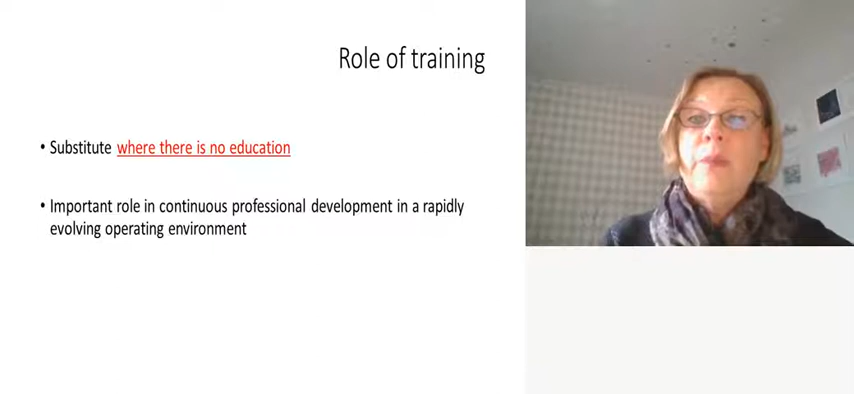 Role of training
• Substitute where there is no education
• Important role in continuous professional development in a rapidly
evolving operating environment